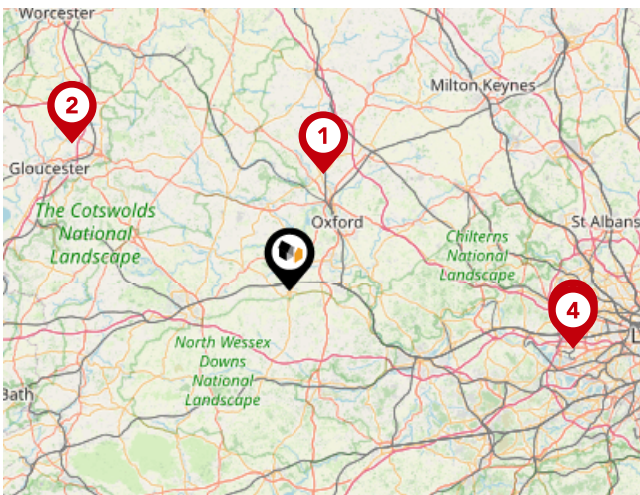 Worcester
Milton Keynes
2
1
Gloucester
The Cotswolds
National
Landscape
Oxford
St Albans
Chilterns
National
Landscape
4
North Wessex
Downs
National
Landscape
Bath
L